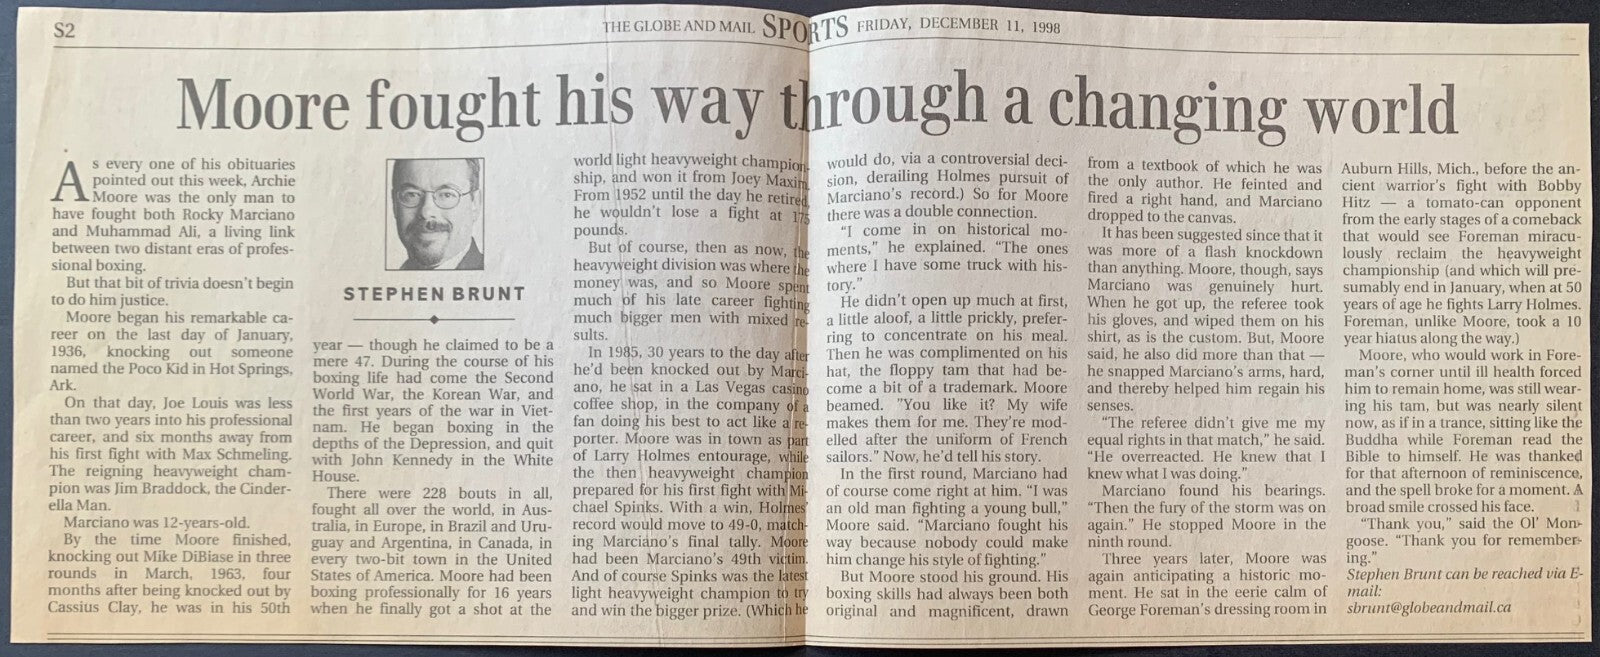 S2
THE GLOBE AND MAIL SPORTS FRIDAY, DECEMBER 11, 1998
Moore fought his way through a changing world
As every one of his obituaries
pointed out this week, Archie
Moore was the only man to
have fought both Rocky Marciano
and Muhammad Ali, a living link
between two distant eras of profes-
sional boxing.
But that bit of trivia doesn't begin
to do him justice.
Moore began his remarkable ca-
reer on the last day of January,
1936, knocking out someone
named the Poco Kid in Hot Springs,
Ark.
On that day, Joe Louis was less
than two years into his professional
career, and six months away from
his first fight with Max Schmeling.
The reigning heavyweight cham-
pion was Jim Braddock, the Cinder-
ella Man.
Marciano was 12-years-old.
By the time Moore finished,
knocking out Mike DiBiase in three
rounds in March, 1963, four
months after being knocked out by
Cassius Clay, he was in his 50th
STEPHEN BRUNT
year — though he claimed to be a
mere 47. During the course of his
boxing life had come the Second
World War, the Korean War, and
the first years of the war in Viet-
nam. He began boxing in the
depths of the Depression, and quit
with John Kennedy in the White
House.
There were 228 bouts in all,
fought all over the world, in Aus-
tralia, in Europe, in Brazil and Uru-
guay and Argentina, in Canada, in
every two-bit town in the United
States of America. Moore had been
boxing professionally for 16 years
when he finally got a shot at the
world light heavyweight champion-
ship, and won it from Joey Maxim.
From 1952 until the day he retired,
he wouldn't lose a fight at 175
pounds.
But of course, then as now, the
heavyweight division was where the
money was, and so Moore spent
much of his late career fighting
much bigger men with mixed re-
sults.
In 1985, 30 years to the day after
he'd been knocked out by Marci-
ano, he sat in a Las Vegas casino
coffee shop, in the company of a
fan doing his best to act like a re-
porter. Moore was in town as part
of Larry Holmes entourage, while
the then heavyweight champion
prepared for his first fight with Mi-
chael Spinks. With a win, Holmes'
record would move to 49-0, match-
ing Marciano's final tally. Moore
had been Marciano's 49th victim.
And of course Spinks was the latest
light heavyweight champion to try
and win the bigger prize. (Which he
would do, via a controversial deci-
sion, derailing Holmes pursuit of
Marciano's record.) So for Moore
there was a double connection.
"I come in on historical mo-
ments," he explained. "The ones
where I have some truck with his-
tory."
He didn't open up much at first,
a little aloof, a little prickly, prefer-
ring to concentrate on his meal.
Then he was complimented on his
hat, the floppy tam that had be-
come a bit of a trademark. Moore
beamed. "You like it? My wife
makes them for me. They're mod-
elled after the uniform of French
sailors." Now, he'd tell his story.
In the first round, Marciano had
of course come right at him. "I was
an old man fighting a young bull,"
Moore said. "Marciano fought his
way because nobody could make
him change his style of fighting."
But Moore stood his ground. His
boxing skills had always been both
original and magnificent, drawn
from a textbook of which he was
the only author. He feinted and
fired a right hand, and Marciano
dropped to the canvas.
It has been suggested since that it
was more of a flash knockdown
than anything. Moore, though, says
Marciano was genuinely hurt.
When he got up, the referee took
his gloves, and wiped them on his
shirt, as is the custom. But, Moore
said, he also did more than that —
he snapped Marciano's arms, hard,
and thereby helped him regain his
senses.
"The referee didn't give me my
equal rights in that match," he said.
"He overreacted. He knew that I
knew what I was doing."
Marciano found his bearings.
"Then the fury of the storm was on
again." He stopped Moore in the
ninth round.
Three years later, Moore was
again anticipating a historic mo-
ment. He sat in the eerie calm of
George Foreman's dressing room in
Auburn Hills, Mich., before the an-
cient warrior's fight with Bobby
Hitz — a tomato-can opponent
from the early stages of a comeback
that would see Foreman miracu-
lously reclaim the heavyweight
championship (and which will pre-
sumably end in January, when at 50
years of age he fights Larry Holmes.
Foreman, unlike Moore, took a 10
year hiatus along the way.)
Moore, who would work in Fore-
man's corner until ill health forced
him to remain home, was still wear-
ing his tam, but was nearly silent
now, as if in a trance, sitting like the
Buddha while Foreman read the
Bible to himself. He was thanked
for that afternoon of reminiscence,
and the spell broke for a moment. A
broad smile crossed his face.
"Thank you," said the Ol' Mon-
goose. "Thank you for remember-
ing."
Stephen Brunt can be reached via E-
mail:
sbrunt@globeandmail.ca